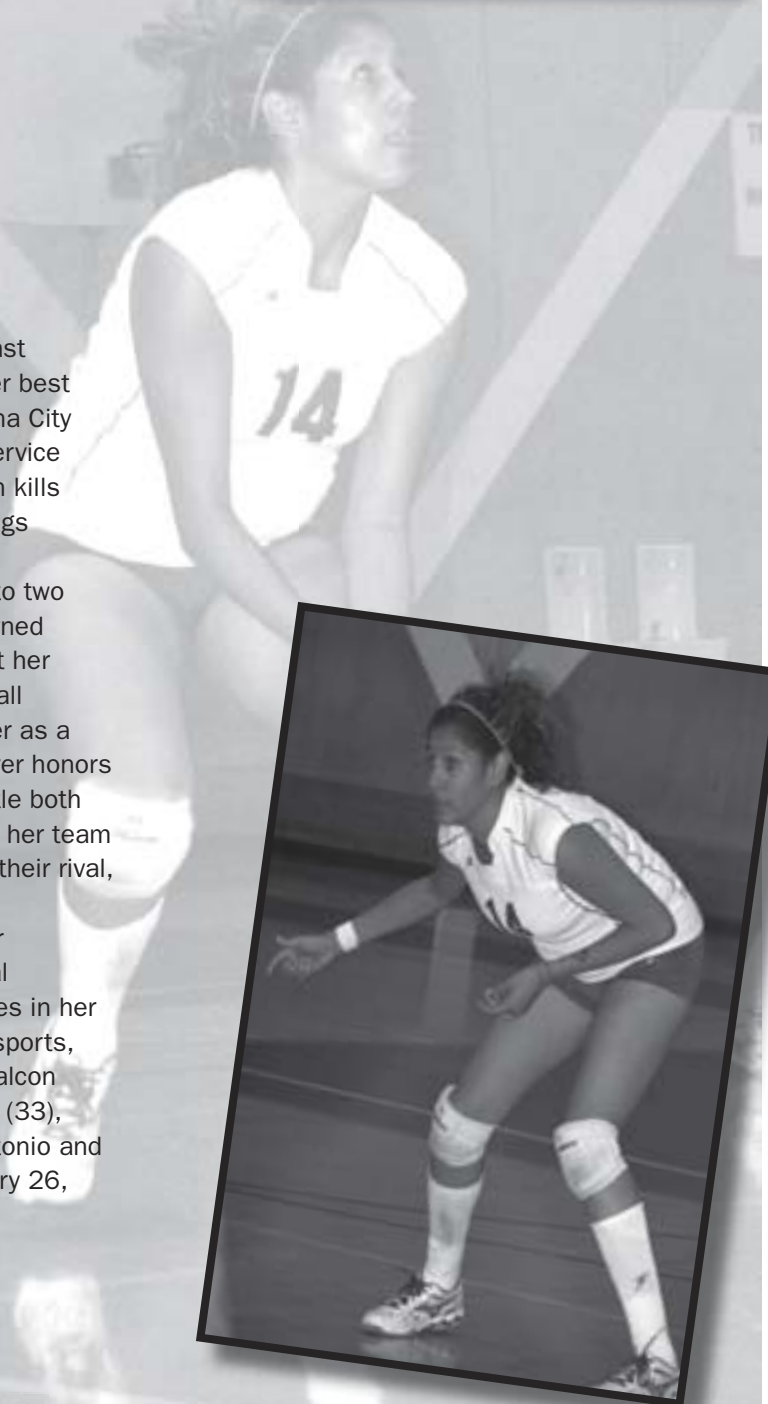 14
ast
er best
na City
ervice
n kills
gs
to two
ned
t her
all
er as a
er honors
le both
her team
their rival,
r
al
es in her
sports,
alcon
(33),
onio and
ry 26,
14